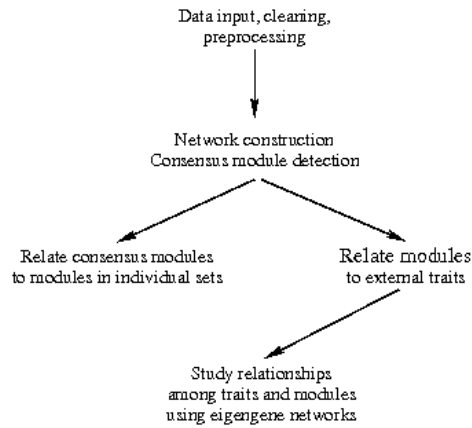 Data input, cleaning,
preprocessing
Network construction
Consensus module detection
Relate consensus modules
to modules in individual sets
Relate modules
to external traits
Study relationships
among traits and modules
using eigengene networks